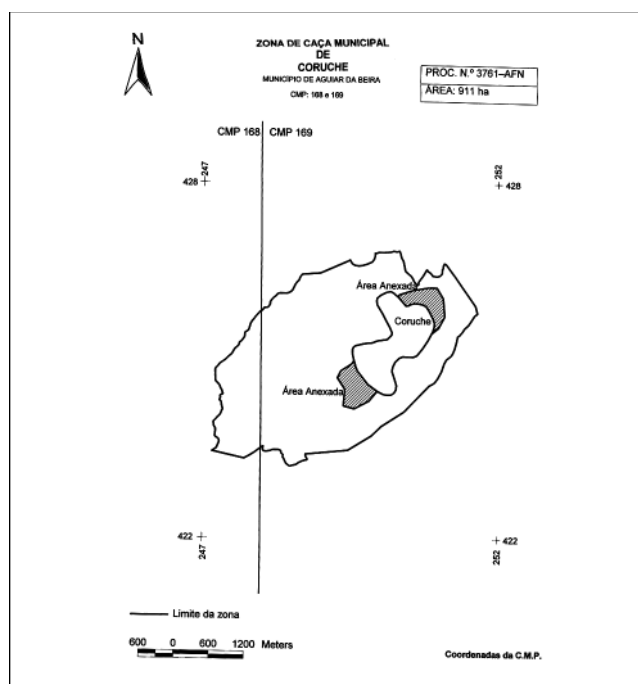 N
ZONA DE CAÇA MUNICIPAL
DE
CORUCHE
MUNICÍPIO DE AGUIAR DA BEIRA
CMP: 168 e 169
PROC. N.º 3761–AFN
ÁREA: 911 ha
CMP 168 CMP 169
428 247
252 428
Área Anexada
Coruche
Área Anexada
422 247
422 252
Limite da zona
600 0 600 1200 Meters
Coordenadas da C.M.P.